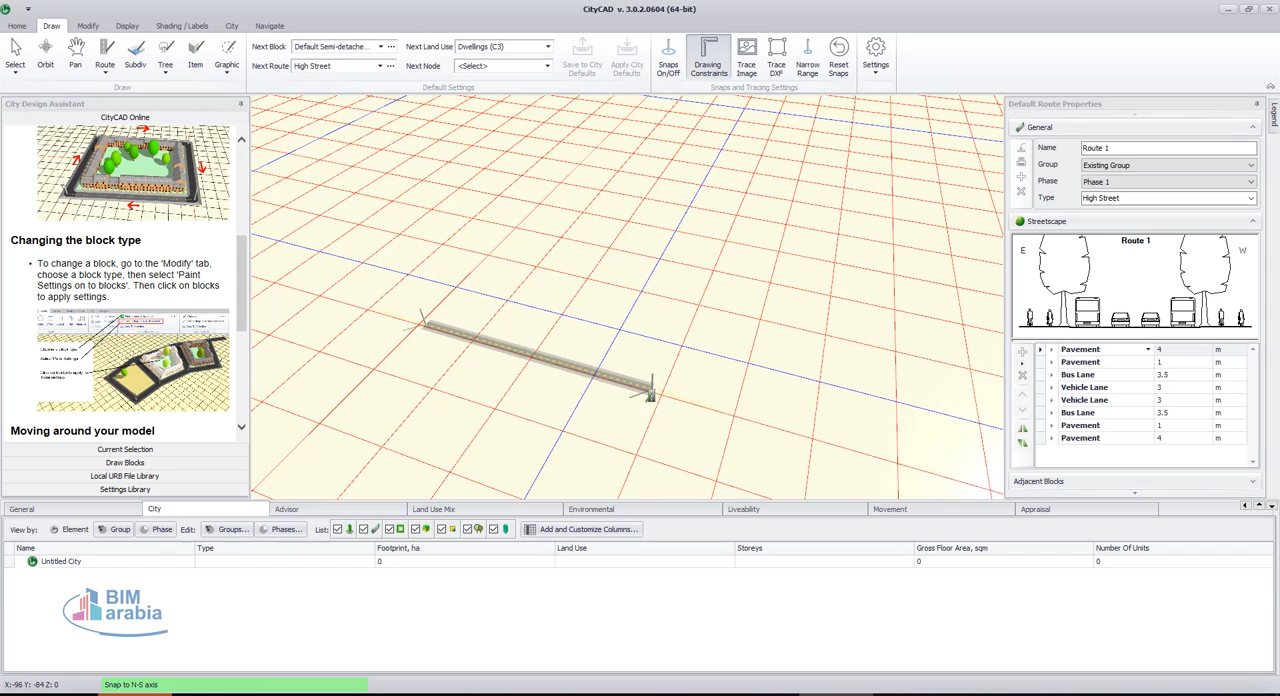 CityCAD v. 3.0.2.0604 (64-bit)
Home Draw Modify Display Shading / Labels City Navigate
Select Orbit Pan Route Subdiv Tree Item Graphic
Next Block Default Semi-detache... Next Land Use Dwellings (C3)
Next Route High Street Next Node <Select>
Save to City Defaults
Apply City Defaults
Snaps On/Off
Drawing Constraints
Trace Image
Trace DXF
Narrow Range
Reset Snaps
Settings
Draw Default Settings Snaps and Tracing Settings
City Design Assistant
CityCAD Online
Changing the block type
• To change a block, go to the 'Modify' tab,
choose a block type, then select 'Paint
Settings on to blocks'. Then click on blocks
to apply settings.
Moving around your model
Current Selection
Draw Blocks
Local URB File Library
Settings Library
Default Route Properties
Legend
General
Name Route 1
Group Existing Group
Phase Phase 1
Type High Street
Streetscape
Route 1
E W
Pavement 4 m
Pavement 1 m
Bus Lane 3.5 m
Vehicle Lane 3 m
Vehicle Lane 3 m
Bus Lane 3.5 m
Pavement 1 m
Pavement 4 m
Adjacent Blocks
General City Advisor Land Use Mix Environmental Liveability Movement Appraisal
View by: Element Group Phase Edit: Groups... Phases... List: Add and Customize Columns...
Name Type Footprint, ha Land Use Storeys Gross Floor Area, sqm Number Of Units
Untitled City 0 0 0
BIM
arabia
X:-96 Y: -84 Z: 0 Snap to N-S axis